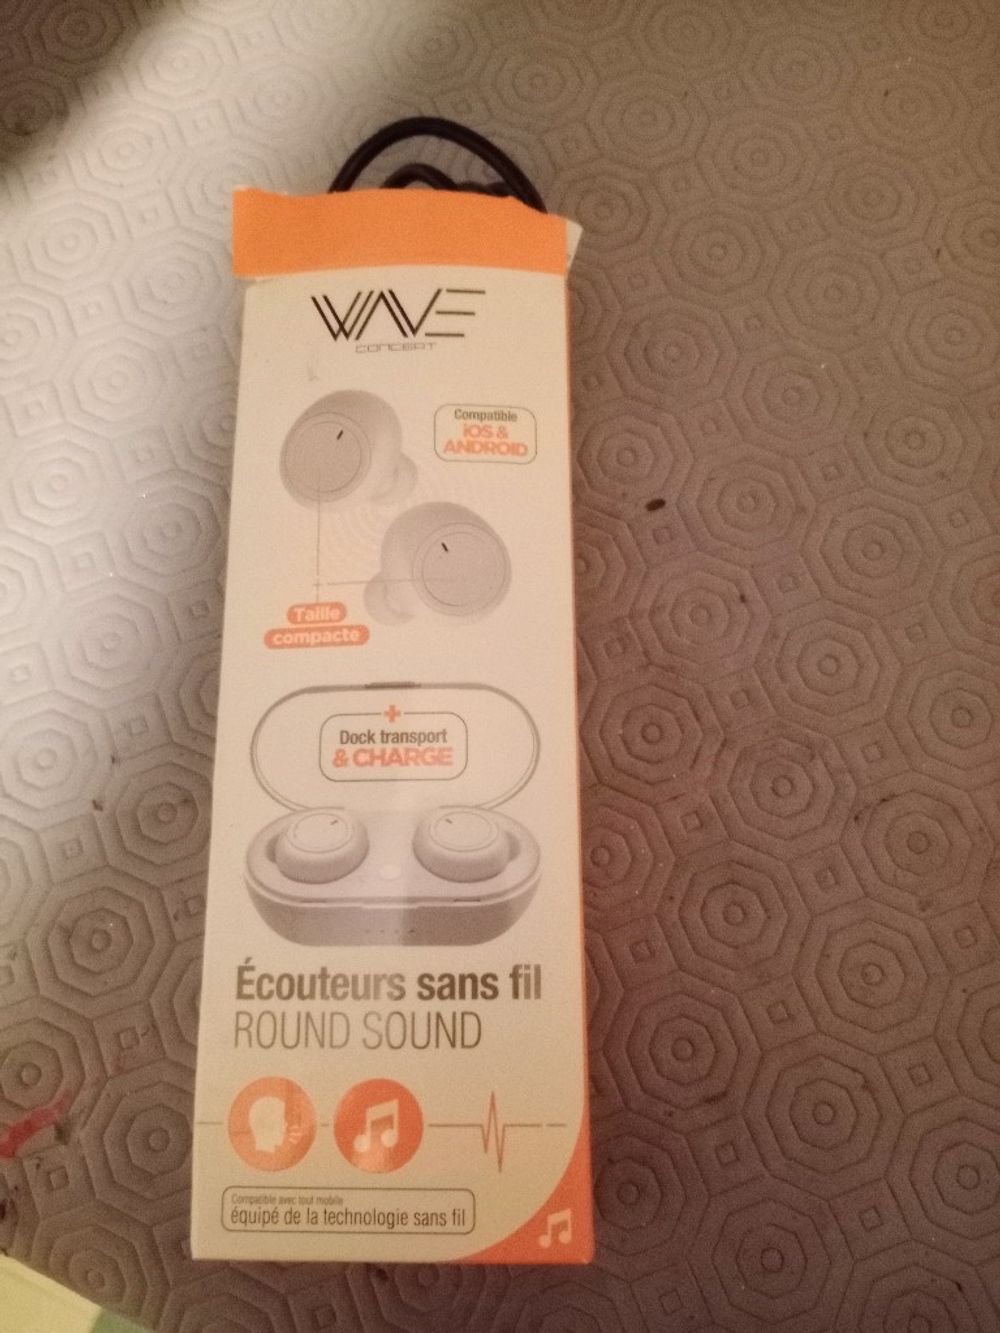 WAVE
CONCEPT
Compatible
iOS &
ANDROID
Taille
compacte
+
Dock transport
& CHARGE
Écouteurs sans fil
ROUND SOUND
Compatible avec tout mobile
équipé de la technologie sans fil